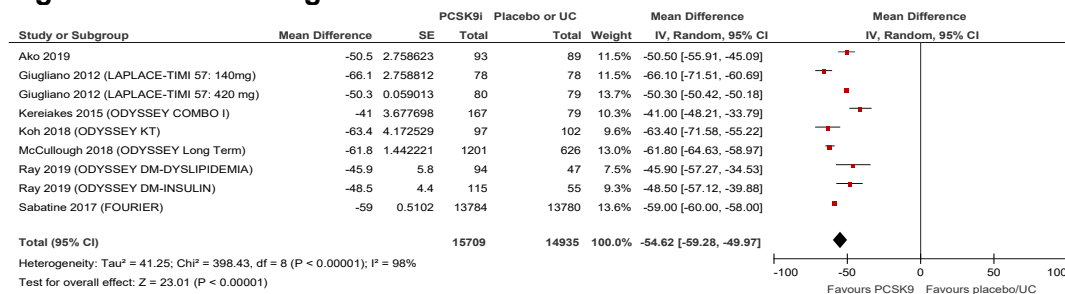 PCSK9i Placebo or UC Mean Difference Mean Difference
Study or Subgroup Mean Difference SE Total Total Weight IV, Random, 95% CI IV, Random, 95% CI
Ako 2019 -50.5 2.758623 93 89 11.5% -50.50 [-55.91, -45.09]
Giugliano 2012 (LAPLACE-TIMI 57: 140mg) -66.1 2.758812 78 78 11.5% -66.10 [-71.51, -60.69]
Giugliano 2012 (LAPLACE-TIMI 57: 420 mg) -50.3 0.059013 80 79 13.7% -50.30 [-50.42, -50.18]
Kereiakes 2015 (ODYSSEY COMBO I) -41 3.677698 167 79 10.3% -41.00 [-48.21, -33.79]
Koh 2018 (ODYSSEY KT) -63.4 4.172529 97 102 9.6% -63.40 [-71.58, -55.22]
McCullough 2018 (ODYSSEY Long Term) -61.8 1.442221 1201 626 13.0% -61.80 [-64.63, -58.97]
Ray 2019 (ODYSSEY DM-DYSLIPIDEMIA) -45.9 5.8 94 47 7.5% -45.90 [-57.27, -34.53]
Ray 2019 (ODYSSEY DM-INSULIN) -48.5 4.4 115 55 9.3% -48.50 [-57.12, -39.88]
Sabatine 2017 (FOURIER) -59 0.5102 13784 13780 13.6% -59.00 [-60.00, -58.00]
Total (95% CI) 15709 14935 100.0% -54.62 [-59.28, -49.97]
Heterogeneity: Tau² = 41.25; Chi² = 398.43, df = 8 (P < 0.00001); I² = 98%
Test for overall effect: Z = 23.01 (P < 0.00001)
-100 -50 0 50 100
Favours PCSK9 Favours placebo/UC